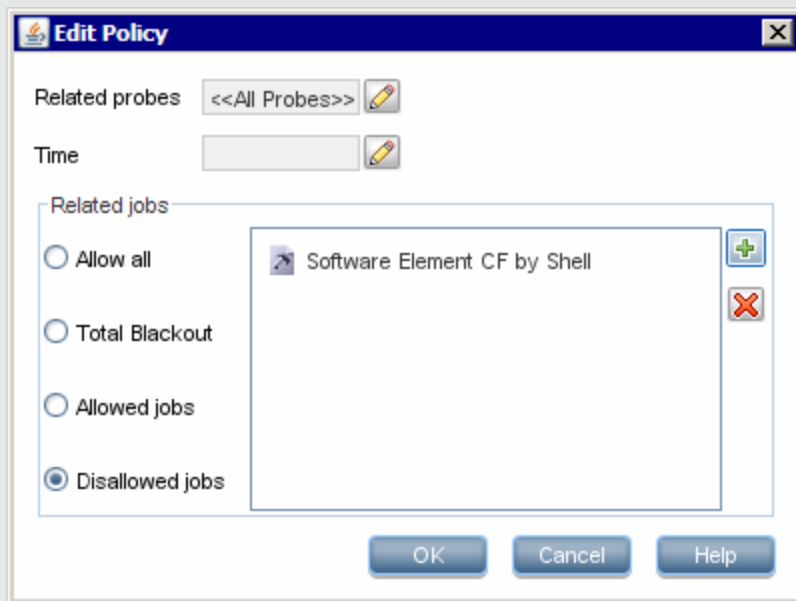 Edit Policy
Related probes <<All Probes>>
Time
Related jobs
Allow all
Software Element CF by Shell
Total Blackout
Allowed jobs
Disallowed jobs
OK Cancel Help